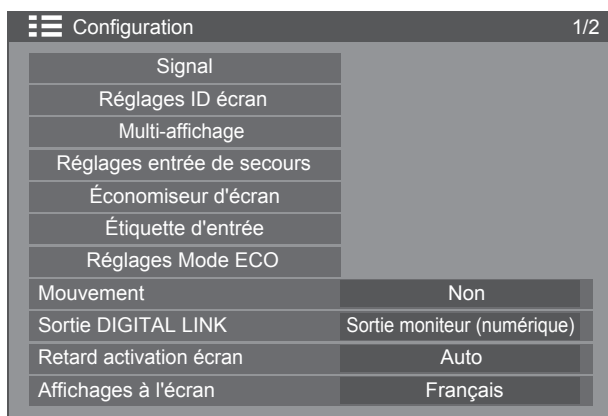 Configuration 1/2
Signal
Réglages ID écran
Multi-affichage
Réglages entrée de secours
Économiseur d'écran
Étiquette d'entrée
Réglages Mode ECO
Mouvement Non
Sortie DIGITAL LINK Sortie moniteur (numérique)
Retard activation écran Auto
Affichages à l'écran Français